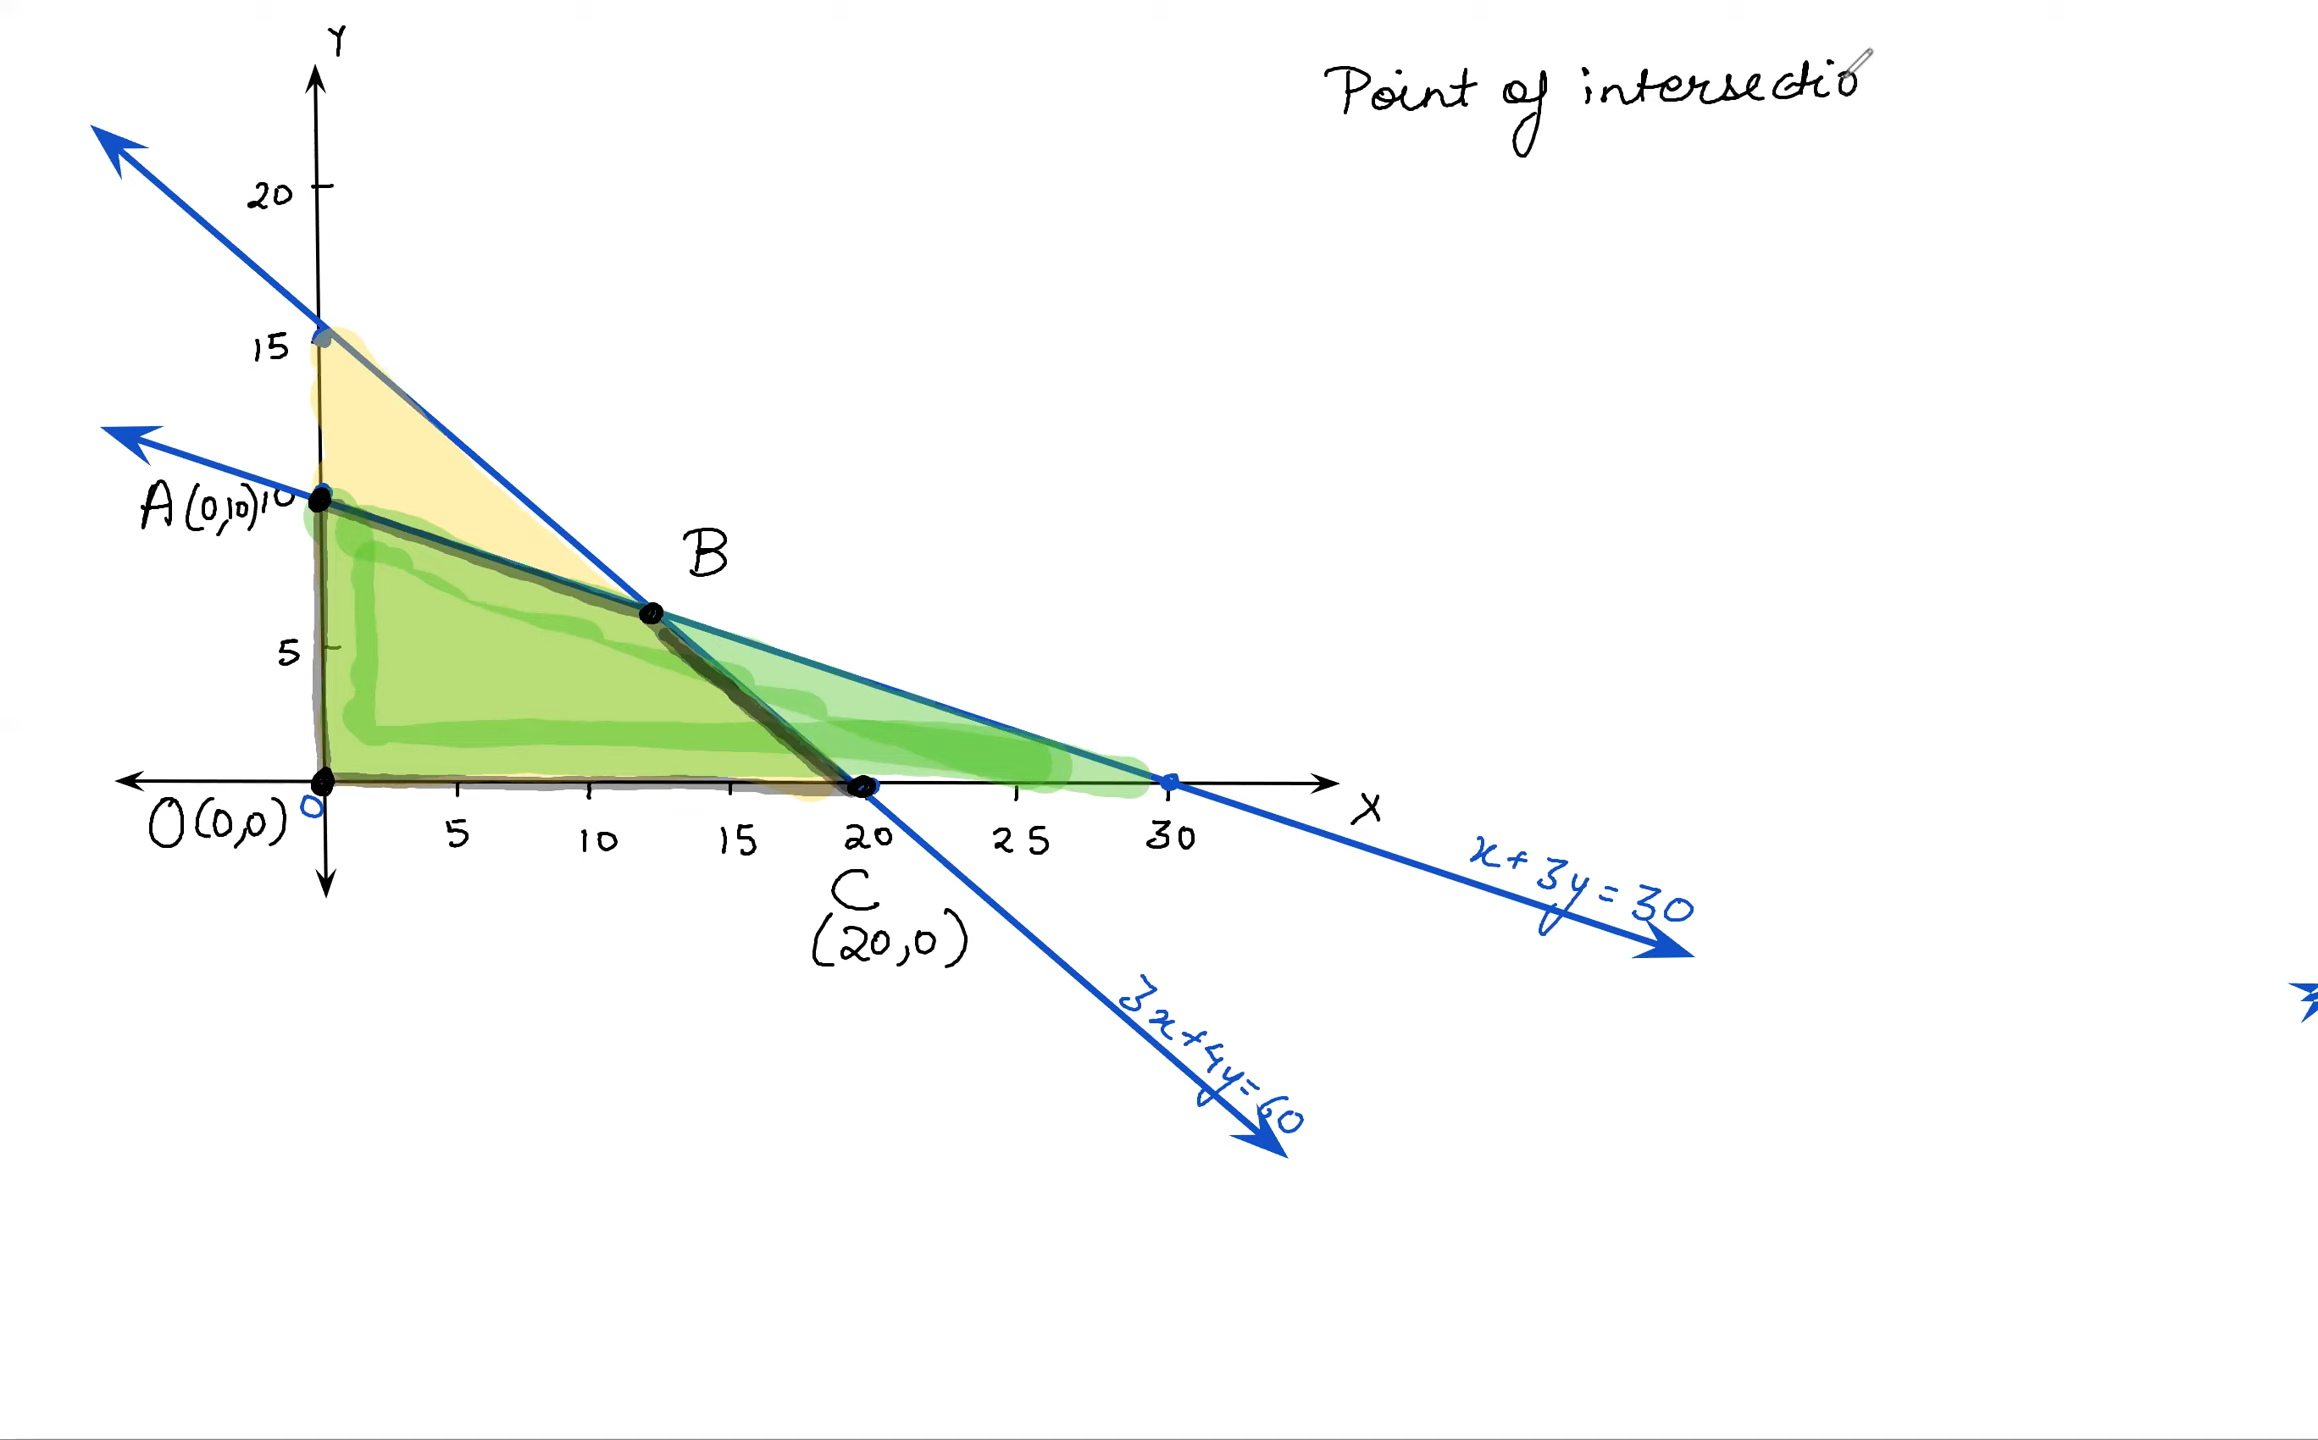 Y
Point of intersectio
20
15
A(0,10) 10
B
5
O(0,0) 0
5 10 15 20 25 30
X
C
(20,0)
x+3y=30
3x+4y=60